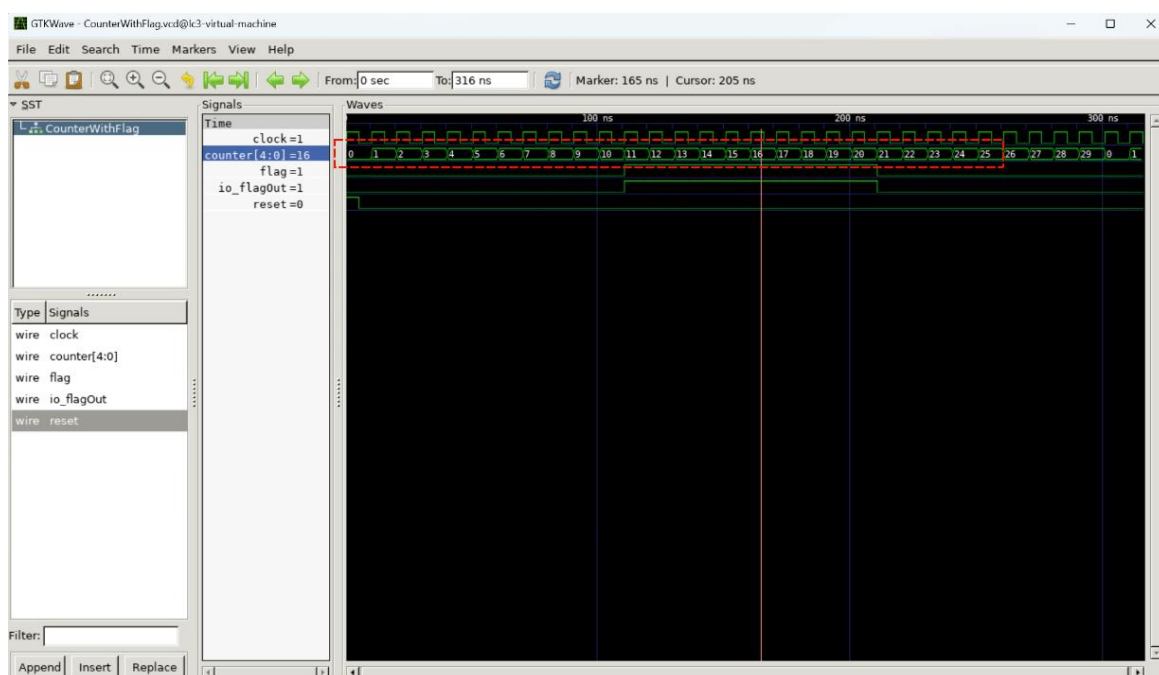 GTKWave - CounterWithFlag.vcd@lc3-virtual-machine
File Edit Search Time Markers View Help
From: 0 sec To: 316 ns Marker: 165 ns | Cursor: 205 ns
SST
CounterWithFlag
Type Signals
wire clock
wire counter[4:0]
wire flag
wire io_flagOut
wire reset
Filter:
Append Insert Replace
Signals
Time
clock=1
counter[4:0]=16
flag=1
io_flagOut=1
reset=0
Waves
100 ns 200 ns 300 ns
0 1 2 3 4 5 6 7 8 9 10 11 12 13 14 15 16 17 18 19 20 21 22 23 24 25 26 27 28 29 0 1